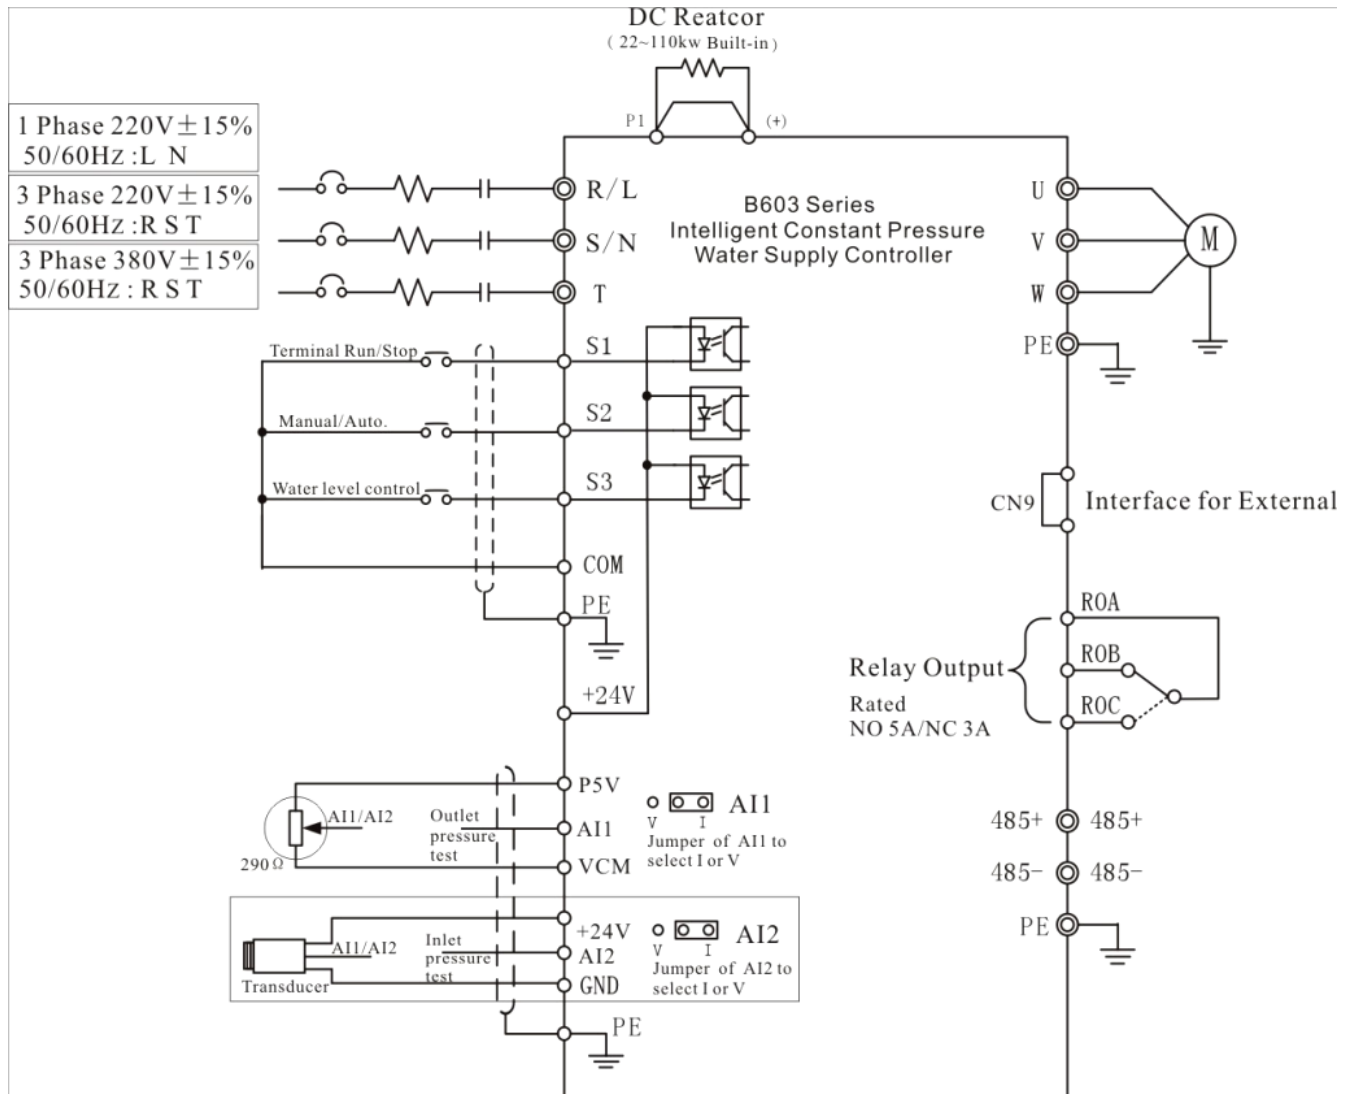 DC Reatcor
( 22~110kw Built-in )
P1
(+)
1 Phase 220V±15%
50/60Hz :L N
3 Phase 220V±15%
50/60Hz :R S T
3 Phase 380V±15%
50/60Hz : R S T
R/L
S/N
T
B603 Series
Intelligent Constant Pressure
Water Supply Controller
U
V
W
M
PE
Terminal Run/Stop
S1
Manual/Auto.
S2
Water level control
S3
COM
PE
+24V
CN9
Interface for External
ROA
ROB
ROC
Relay Output
Rated
NO 5A/NC 3A
P5V
AI1/AI2
290Ω
Outlet
pressure
test
AI1
VCM
AI1
V I
Jumper of AI1 to
select I or V
485+ 485+
485- 485-
PE
Transducer
AI1/AI2
Inlet
pressure
test
+24V
AI2
GND
AI2
V I
Jumper of AI2 to
select I or V
PE